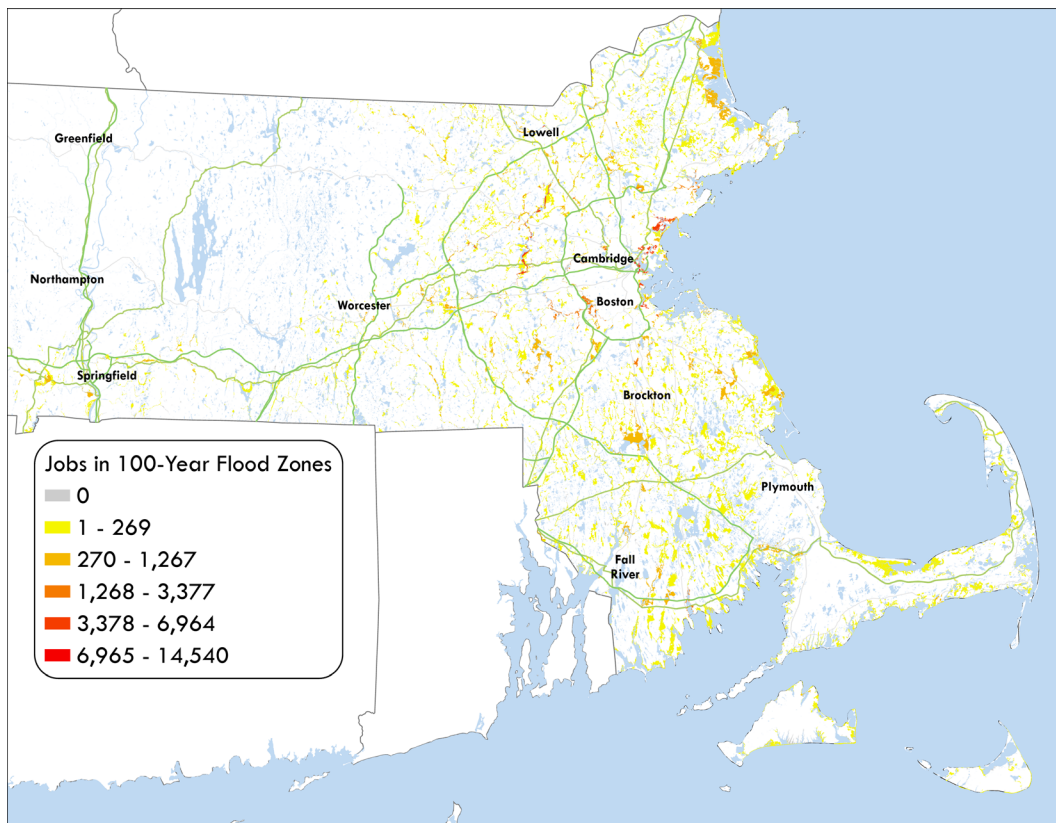 Greenfield
Lowell
Northampton
Cambridge
Worcester
Boston
Springfield
Brockton
Plymouth
Fall
River
Jobs in 100-Year Flood Zones
0
1 - 269
270 - 1,267
1,268 - 3,377
3,378 - 6,964
6,965 - 14,540